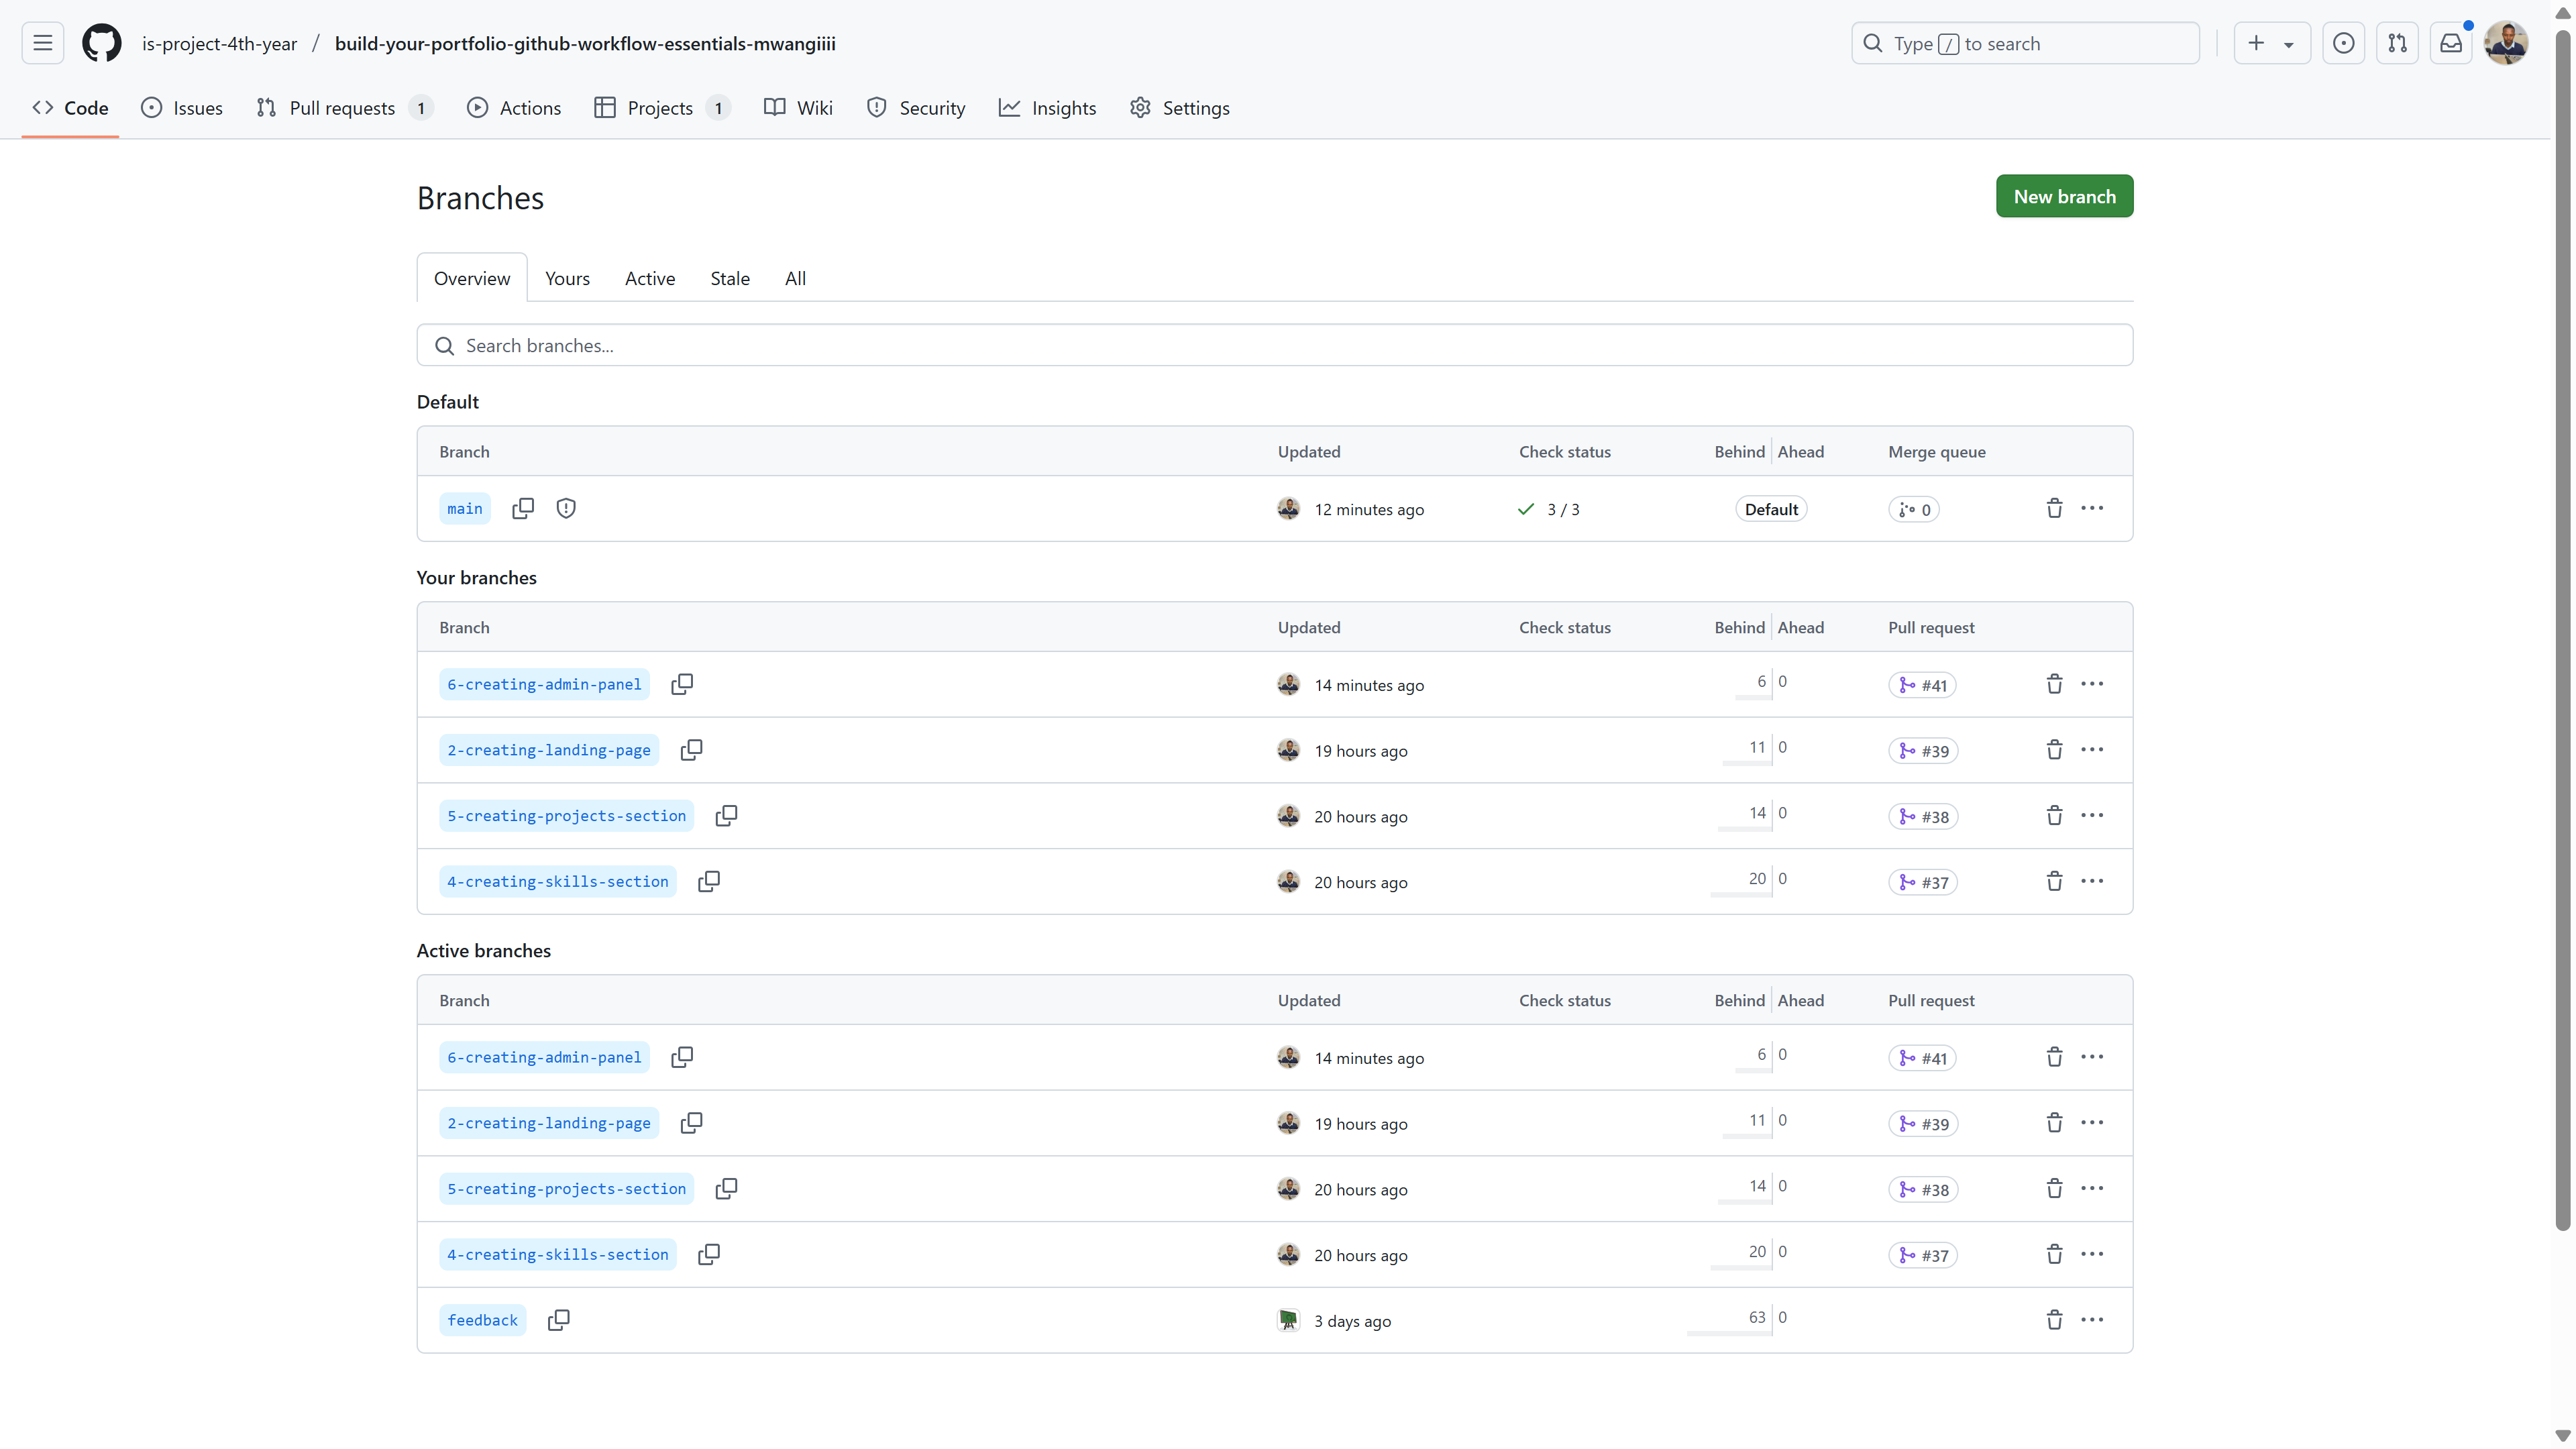 is-project-4th-year / build-your-portfolio-github-workflow-essentials-mwangiiii
Type / to search
Code Issues Pull requests 1 Actions Projects 1 Wiki Security Insights Settings
Branches
New branch
Overview Yours Active Stale All
Search branches...
Default
Branch Updated Check status Behind Ahead Merge queue
main 12 minutes ago 3 / 3 Default 0
Your branches
Branch Updated Check status Behind Ahead Pull request
6-creating-admin-panel 14 minutes ago 6 0 #41
2-creating-landing-page 19 hours ago 11 0 #39
5-creating-projects-section 20 hours ago 14 0 #38
4-creating-skills-section 20 hours ago 20 0 #37
Active branches
Branch Updated Check status Behind Ahead Pull request
6-creating-admin-panel 14 minutes ago 6 0 #41
2-creating-landing-page 19 hours ago 11 0 #39
5-creating-projects-section 20 hours ago 14 0 #38
4-creating-skills-section 20 hours ago 20 0 #37
feedback 3 days ago 63 0